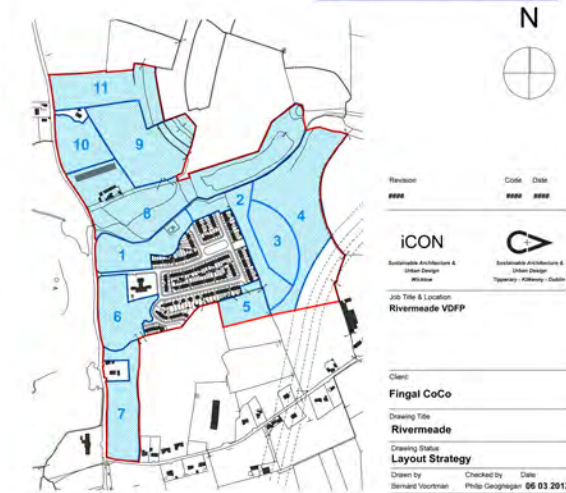 N
11
10
9
8
2
4
3
1
5
6
7
Revision Code Date
#### #### ####
iCON
Sustainable Architecture & Urban Design
Wicklow
Sustainable Architecture & Urban Design
Tipperary - Kilkenny - Dublin
Job Title & Location
Rivermeade VDFP
Client:
Fingal CoCo
Drawing Title
Rivermeade
Drawing Status
Layout Strategy
Drawn by Checked by Date
Bernard Voortman Philip Geoghegan 06 03 2012